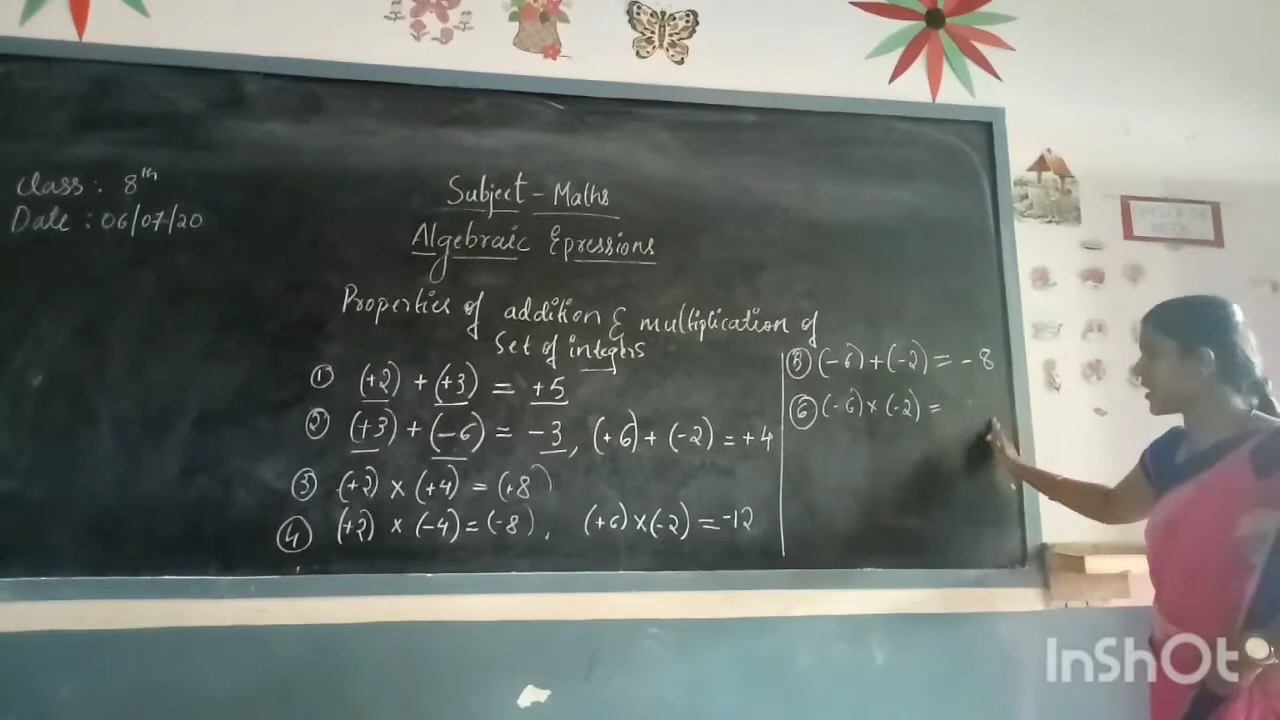 Class : 8th
Date : 06/07/20
Subject - Maths
Algebraic Epressions
Properties of addition & multiplication of
Set of integers
① (+2) + (+3) = +5
② (+3) + (-6) = -3, (+6) + (-2) = +4
③ (+2) × (+4) = (+8)
④ (+2) × (-4) = (-8), (+6) × (-2) = -12
⑤ (-6) + (-2) = -8
⑥ (-6) × (-2) =
InShOt